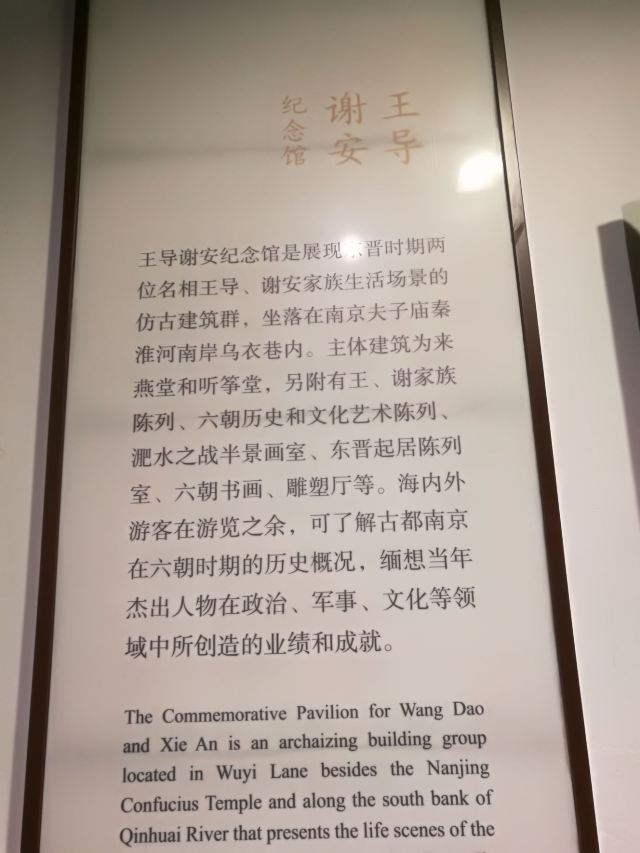 王导
谢安
纪念馆
王导谢安纪念馆是展现东晋时期两
位名相王导、谢安家族生活场景的
仿古建筑群，坐落在南京夫子庙秦
淮河南岸乌衣巷内。主体建筑为来
燕堂和听筝堂，另附有王、谢家族
陈列、六朝历史和文化艺术陈列、
淝水之战半景画室、东晋起居陈列
室、六朝书画、雕塑厅等。海内外
游客在游览之余，可了解古都南京
在六朝时期的历史概况，缅想当年
杰出人物在政治、军事、文化等领
域中所创造的业绩和成就。
The Commemorative Pavilion for Wang Dao
and Xie An is an archaizing building group
located in Wuyi Lane besides the Nanjing
Confucius Temple and along the south bank of
Qinhuai River that presents the life scenes of the